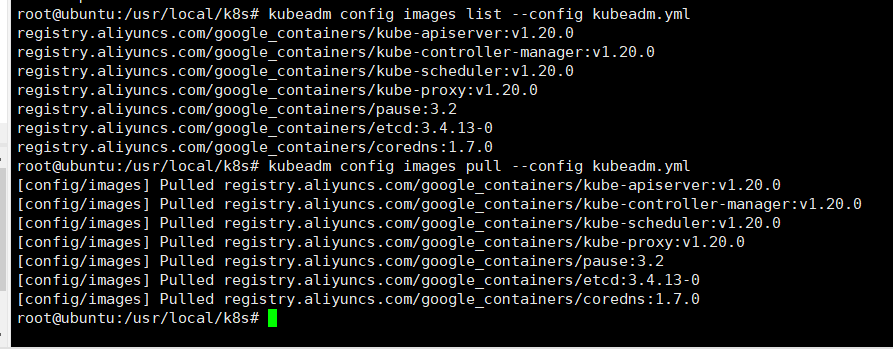 root@ubuntu:/usr/local/k8s# kubeadm config images list --config kubeadm.yml
registry.aliyuncs.com/google_containers/kube-apiserver:v1.20.0
registry.aliyuncs.com/google_containers/kube-controller-manager:v1.20.0
registry.aliyuncs.com/google_containers/kube-scheduler:v1.20.0
registry.aliyuncs.com/google_containers/kube-proxy:v1.20.0
registry.aliyuncs.com/google_containers/pause:3.2
registry.aliyuncs.com/google_containers/etcd:3.4.13-0
registry.aliyuncs.com/google_containers/coredns:1.7.0
root@ubuntu:/usr/local/k8s# kubeadm config images pull --config kubeadm.yml
[config/images] Pulled registry.aliyuncs.com/google_containers/kube-apiserver:v1.20.0
[config/images] Pulled registry.aliyuncs.com/google_containers/kube-controller-manager:v1.20.0
[config/images] Pulled registry.aliyuncs.com/google_containers/kube-scheduler:v1.20.0
[config/images] Pulled registry.aliyuncs.com/google_containers/kube-proxy:v1.20.0
[config/images] Pulled registry.aliyuncs.com/google_containers/pause:3.2
[config/images] Pulled registry.aliyuncs.com/google_containers/etcd:3.4.13-0
[config/images] Pulled registry.aliyuncs.com/google_containers/coredns:1.7.0
root@ubuntu:/usr/local/k8s#